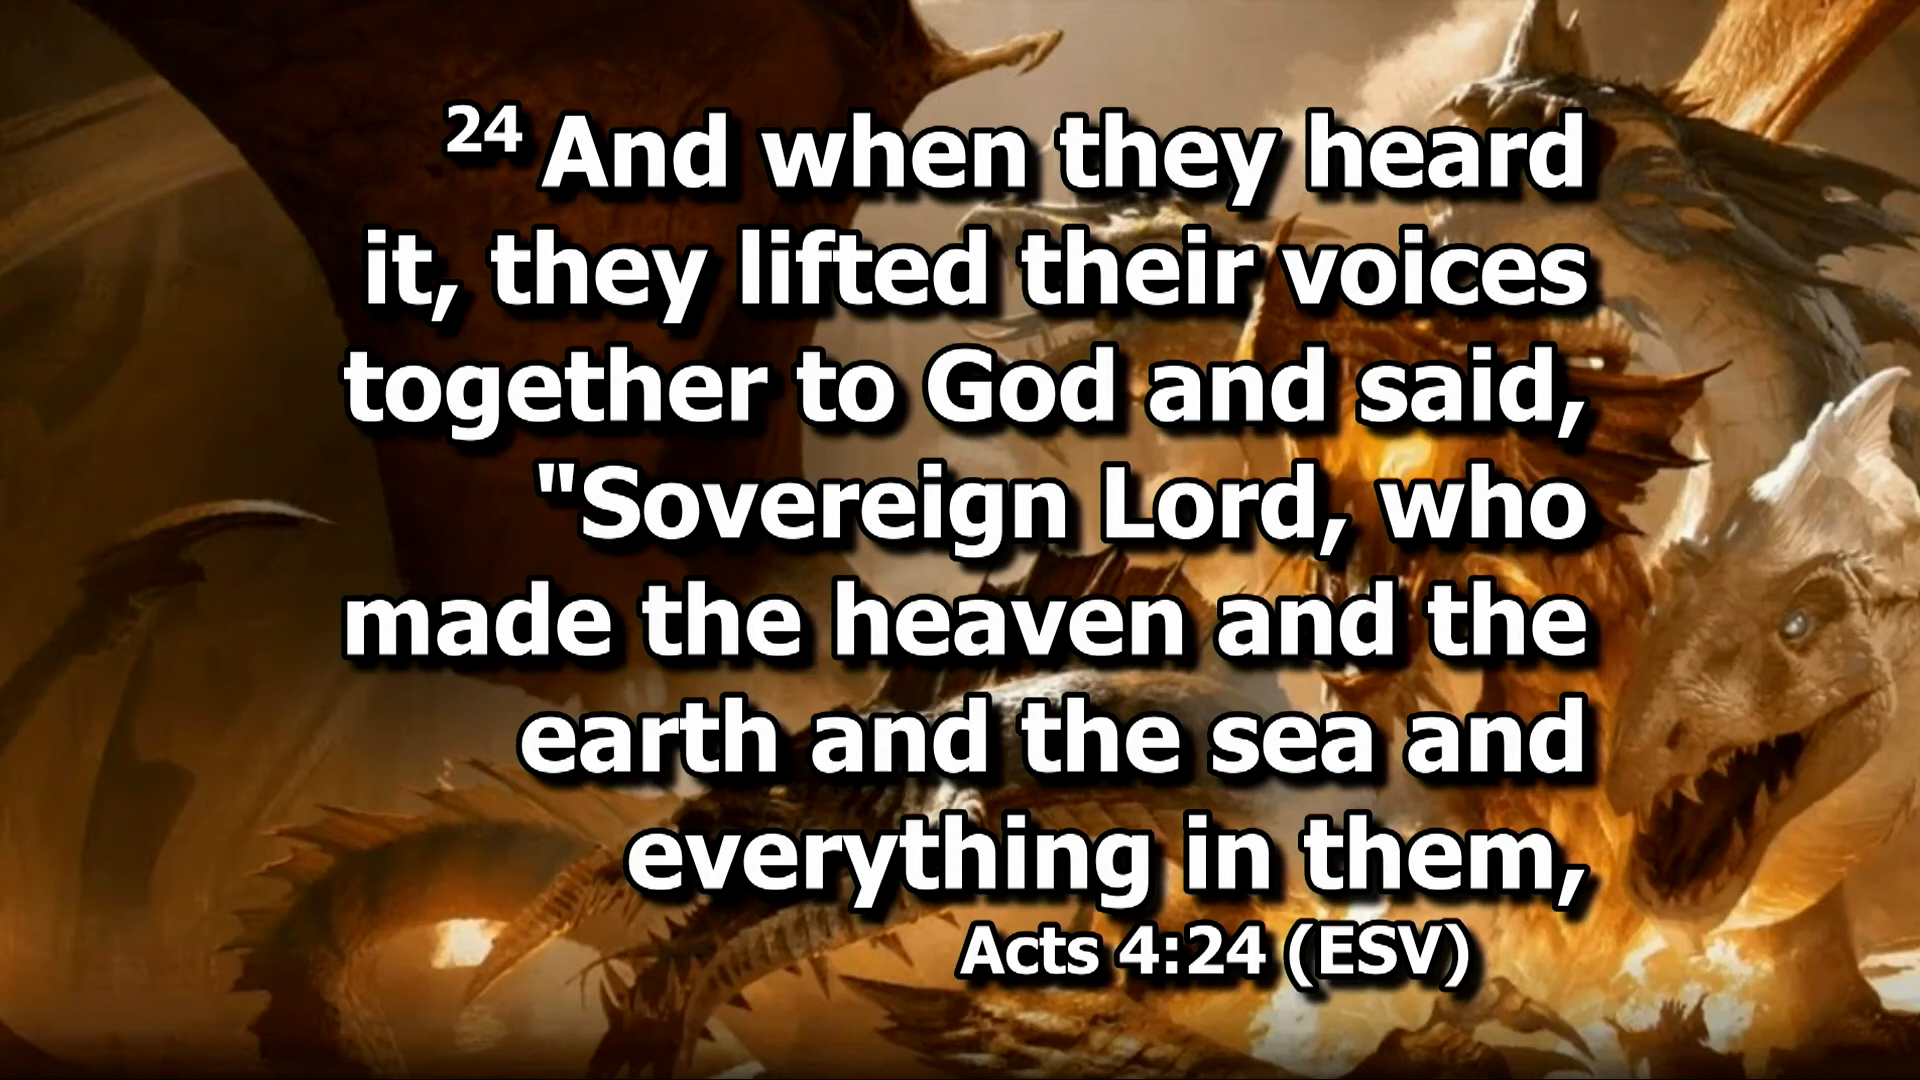 24 And when they heard
it, they lifted their voices
together to God and said,
"Sovereign Lord, who
made the heaven and the
earth and the sea and
everything in them,
Acts 4:24 (ESV)